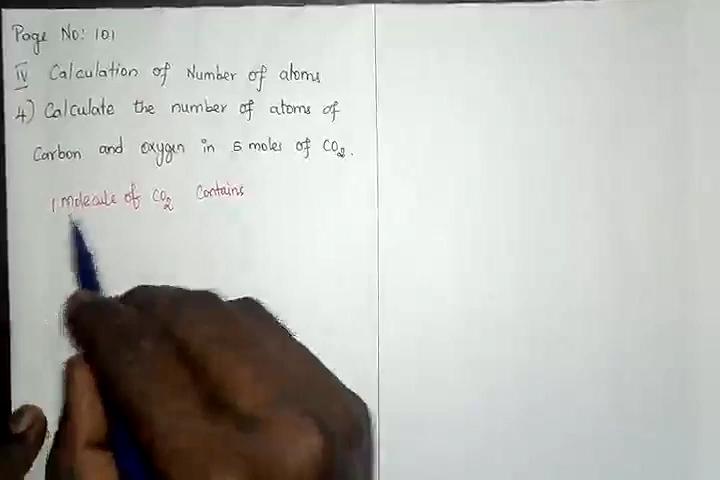 Page No: 101
IV Calculation of Number of atoms
4) Calculate the number of atoms of
Carbon and oxygen in 5 moles of CO2.
1 molecule of CO2 Contains